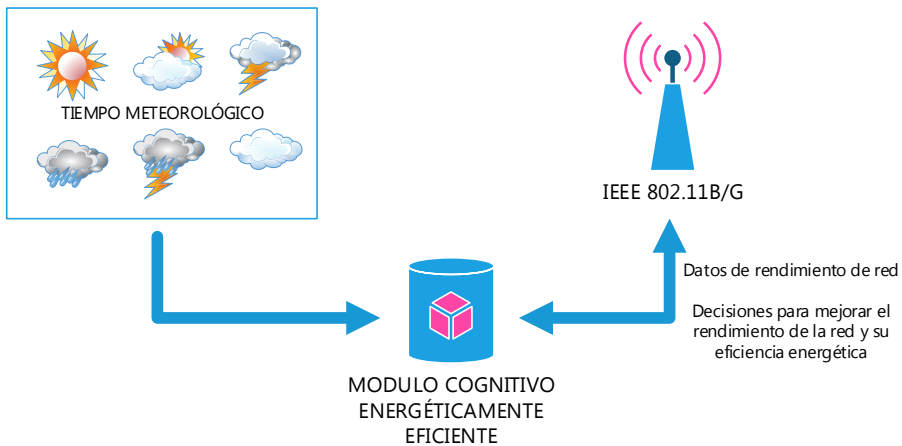 TIEMPO METEOROLÓGICO
IEEE 802.11B/G
Datos de rendimiento de red
Decisiones para mejorar el
rendimiento de la red y su
eficiencia energética
MODULO COGNITIVO
ENERGÉTICAMENTE
EFICIENTE